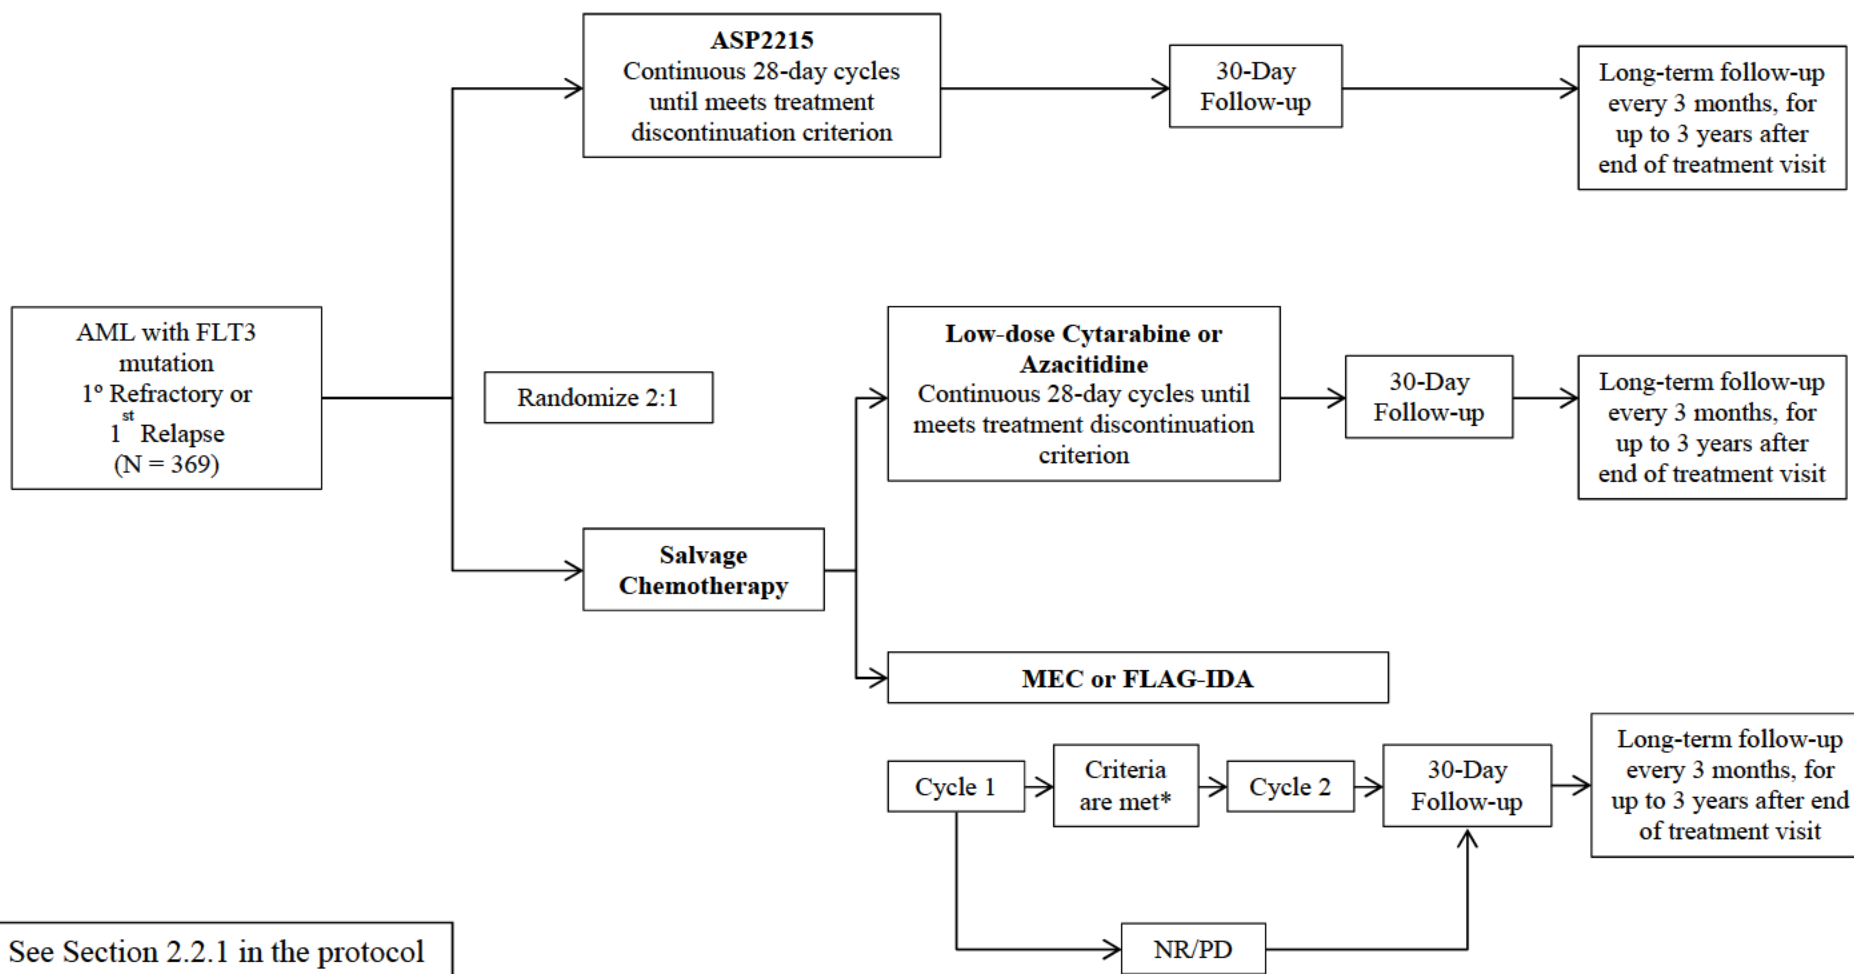 ASP2215
Continuous 28-day cycles
until meets treatment
discontinuation criterion
30-Day
Follow-up
Long-term follow-up
every 3 months, for
up to 3 years after
end of treatment visit
AML with FLT3
mutation
1º Refractory or
1st Relapse
(N = 369)
Randomize 2:1
Low-dose Cytarabine or
Azacitidine
Continuous 28-day cycles until
meets treatment discontinuation
criterion
30-Day
Follow-up
Long-term follow-up
every 3 months, for
up to 3 years after
end of treatment visit
Salvage
Chemotherapy
MEC or FLAG-IDA
Cycle 1
Criteria
are met*
Cycle 2
30-Day
Follow-up
Long-term follow-up
every 3 months, for
up to 3 years after end
of treatment visit
NR/PD
See Section 2.2.1 in the protocol